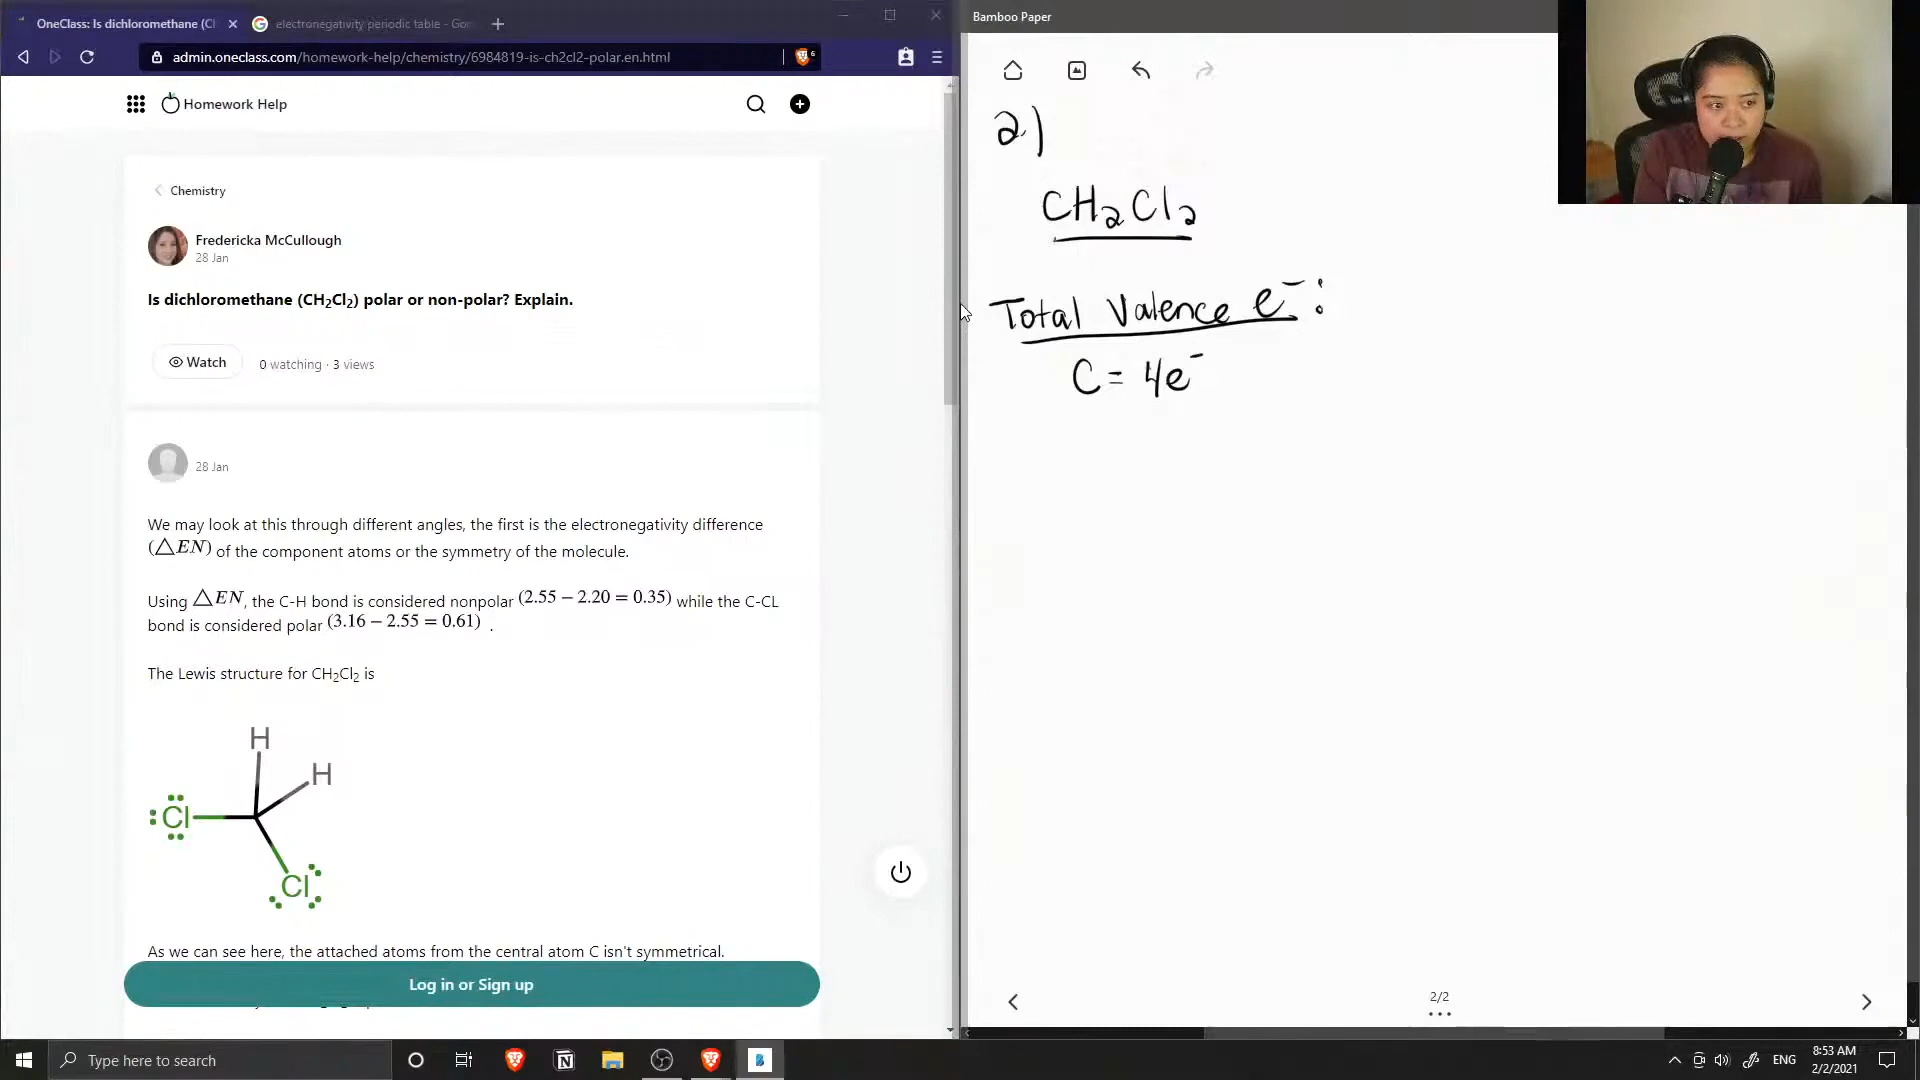 OneClass: Is dichloromethane (Cl
electronegativity periodic table - Goo
admin.oneclass.com/homework-help/chemistry/6984819-is-ch2cl2-polar.en.html
6
Homework Help
Chemistry
Fredericka McCullough
28 Jan
Is dichloromethane (CH₂Cl₂) polar or non-polar? Explain.
Watch
0 watching · 3 views
28 Jan
We may look at this through different angles, the first is the electronegativity difference
(△EN) of the component atoms or the symmetry of the molecule.
Using △EN, the C-H bond is considered nonpolar (2.55 − 2.20 = 0.35) while the C-CL
bond is considered polar (3.16 − 2.55 = 0.61) .
The Lewis structure for CH₂Cl₂ is
H
H
Cl
Cl
As we can see here, the attached atoms from the central atom C isn't symmetrical.
Log in or Sign up
Bamboo Paper
2)
CH₂Cl₂
Total Valence e⁻:
C = 4e⁻
2/2
Type here to search
ENG
8:53 AM
2/2/2021